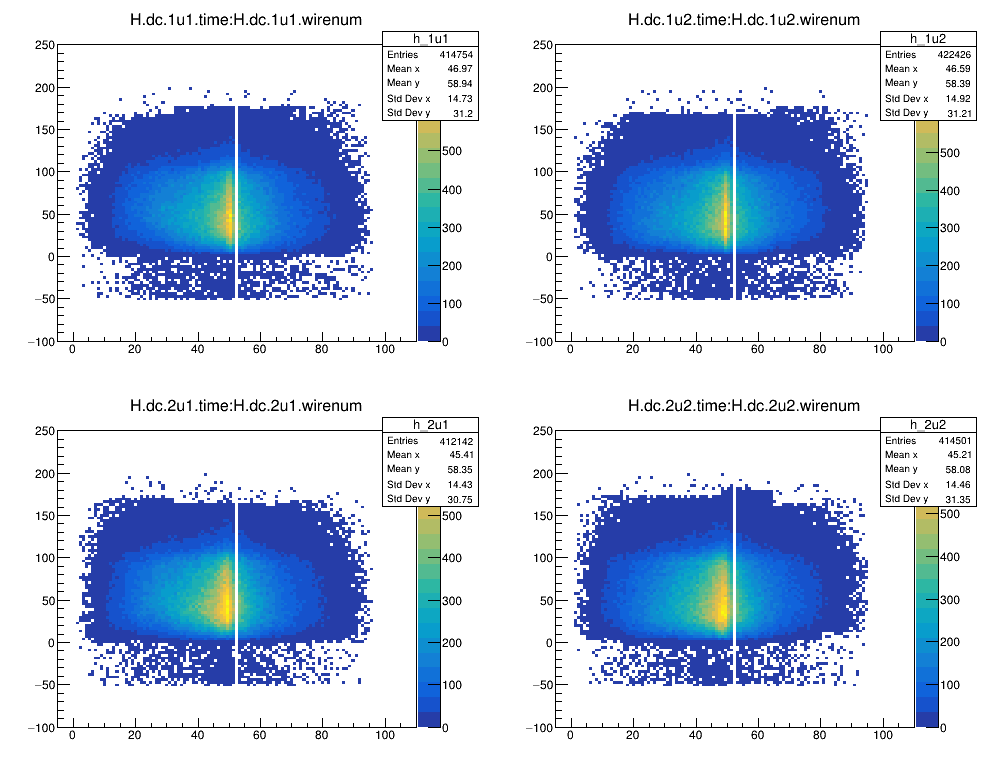 H.dc.1u1.time:H.dc.1u1.wirenum
h_1u1
Entries 414754
Mean x 46.97
Mean y 58.94
Std Dev x 14.73
Std Dev y 31.2
250
200
150
100
50
0
−50
−100
0 20 40 60 80 100
500
400
300
200
100
0
H.dc.1u2.time:H.dc.1u2.wirenum
h_1u2
Entries 422426
Mean x 46.59
Mean y 58.39
Std Dev x 14.92
Std Dev y 31.21
250
200
150
100
50
0
−50
−100
0 20 40 60 80 100
500
400
300
200
100
0
H.dc.2u1.time:H.dc.2u1.wirenum
h_2u1
Entries 412142
Mean x 45.41
Mean y 58.35
Std Dev x 14.43
Std Dev y 30.75
250
200
150
100
50
0
−50
−100
0 20 40 60 80 100
500
400
300
200
100
0
H.dc.2u2.time:H.dc.2u2.wirenum
h_2u2
Entries 414501
Mean x 45.21
Mean y 58.08
Std Dev x 14.46
Std Dev y 31.35
250
200
150
100
50
0
−50
−100
0 20 40 60 80 100
500
400
300
200
100
0